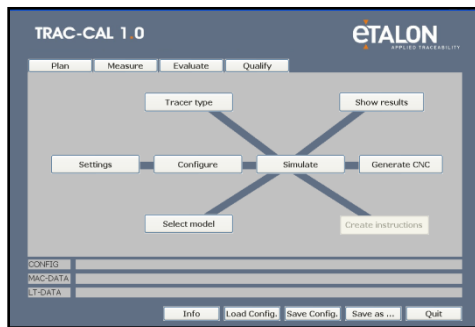 TRAC-CAL 1.0
eTALON
APPLIED TRACEABILITY
Plan Measure Evaluate Qualify
Tracer type Show results
Settings Configure Simulate Generate CNC
Select model Create instructions
CONFIG
MAC-DATA
LT-DATA
Info Load Config. Save Config. Save as ... Quit